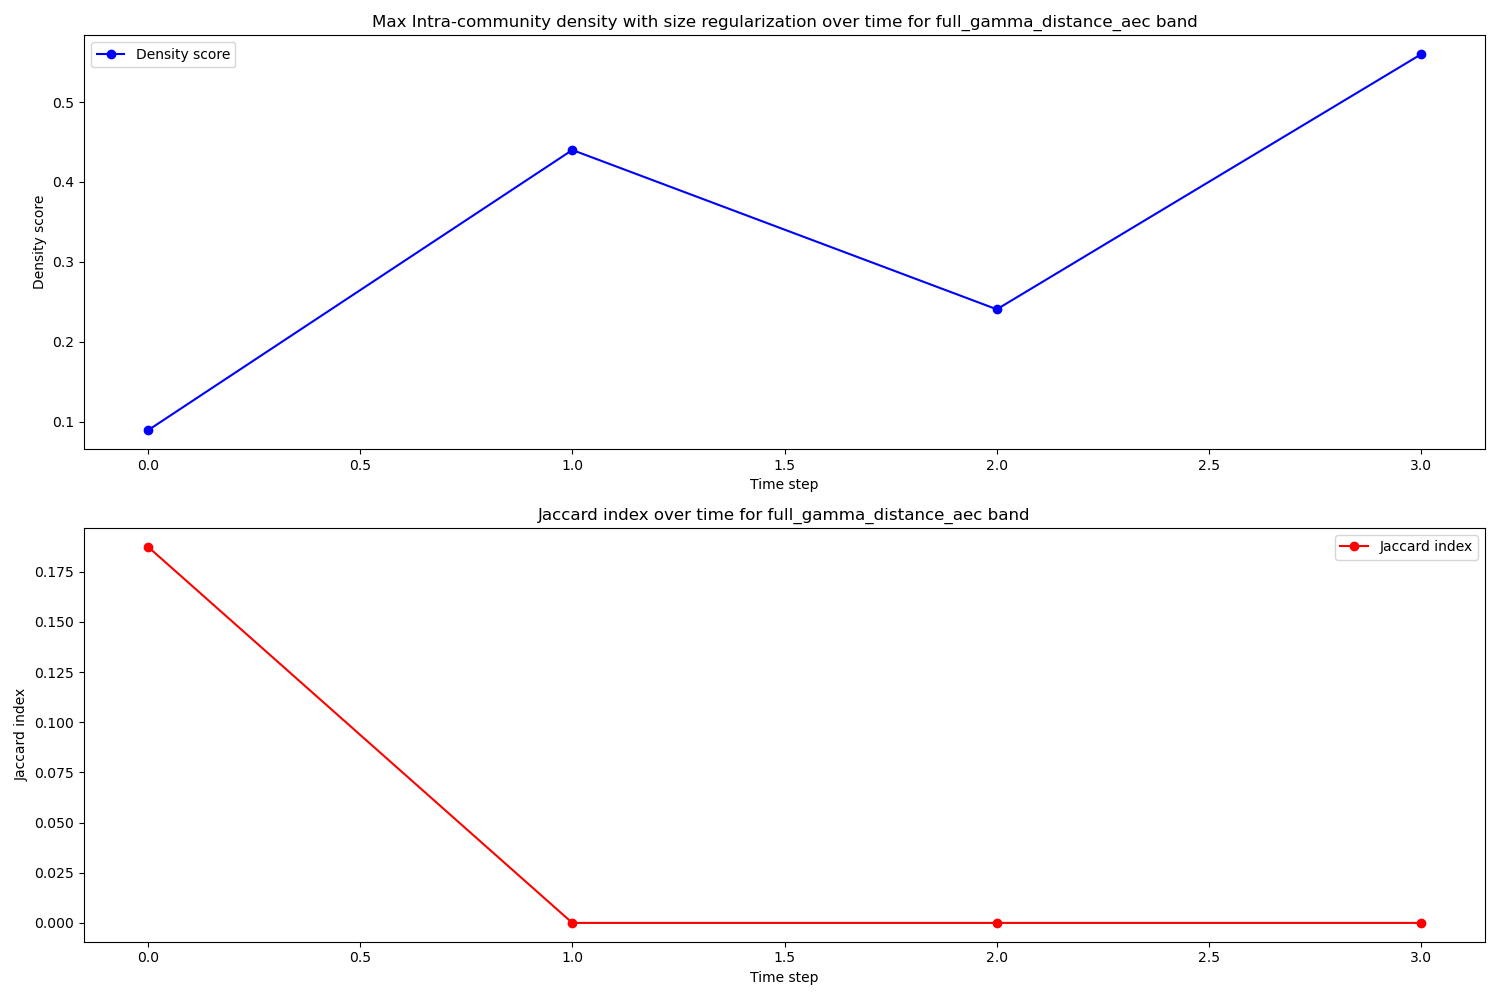 Max Intra-community density with size regularization over time for full_gamma_distance_aec band
Density score
Density score
0.5
0.4
0.3
0.2
0.1
0.0 0.5 1.0 1.5 2.0 2.5 3.0
Time step
Jaccard index over time for full_gamma_distance_aec band
Jaccard index
Jaccard index
0.175
0.150
0.125
0.100
0.075
0.050
0.025
0.000
0.0 0.5 1.0 1.5 2.0 2.5 3.0
Time step